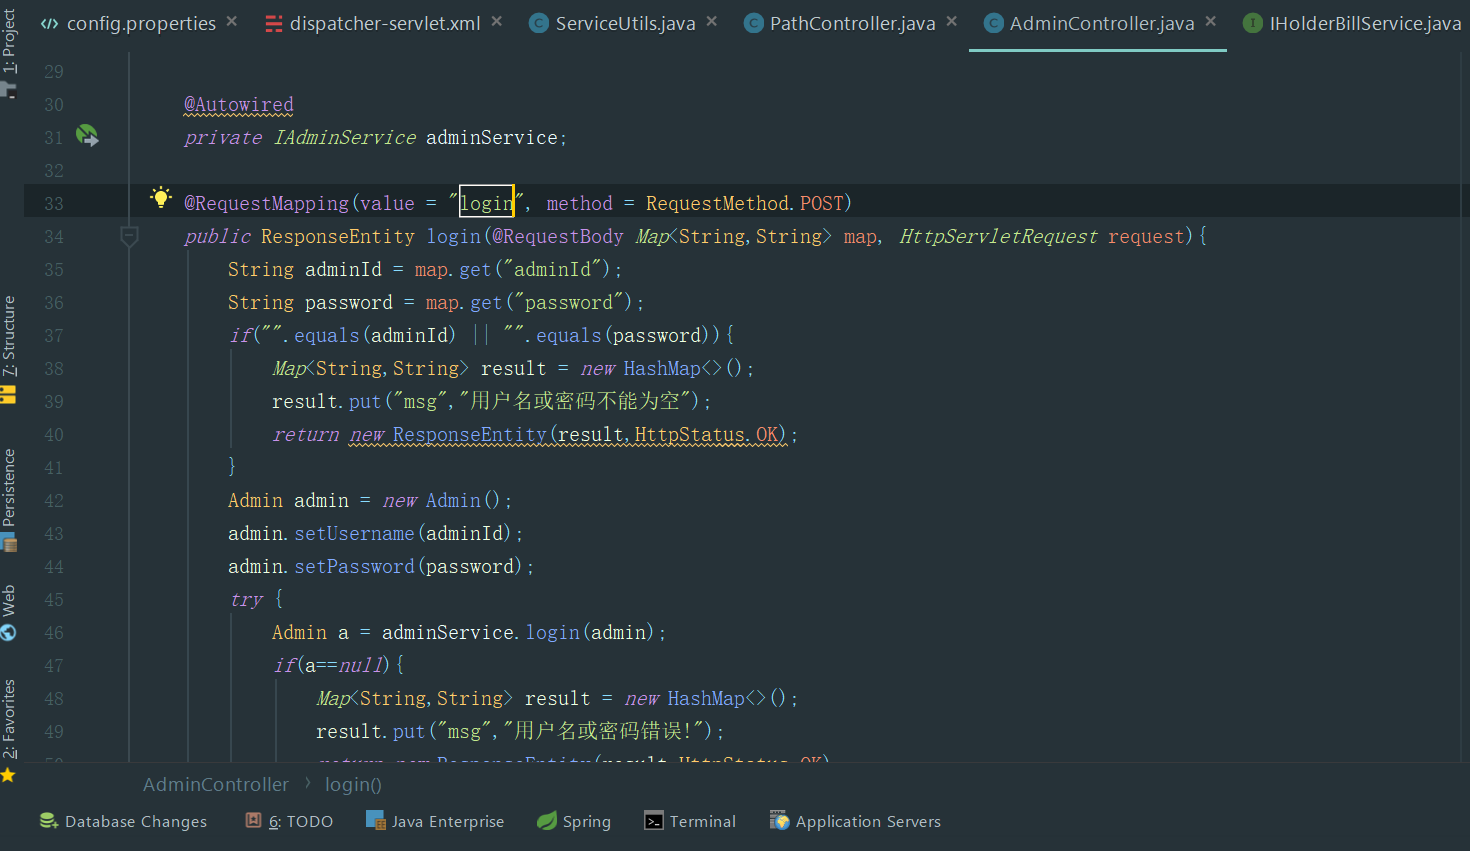 config.properties dispatcher-servlet.xml ServiceUtils.java PathController.java AdminController.java IHolderBillService.java
1: Project
7: Structure
Persistence
Web
2: Favorites
29
30 @Autowired
31 private IAdminService adminService;
32
33 @RequestMapping(value = "login", method = RequestMethod.POST)
34 public ResponseEntity login(@RequestBody Map<String,String> map, HttpServletRequest request){
35 String adminId = map.get("adminId");
36 String password = map.get("password");
37 if("".equals(adminId) || "".equals(password)){
38 Map<String,String> result = new HashMap<>();
39 result.put("msg","用户名或密码不能为空");
40 return new ResponseEntity(result,HttpStatus.OK);
41 }
42 Admin admin = new Admin();
43 admin.setUsername(adminId);
44 admin.setPassword(password);
45 try {
46 Admin a = adminService.login(admin);
47 if(a==null){
48 Map<String,String> result = new HashMap<>();
49 result.put("msg","用户名或密码错误!");
50 return new ResponseEntity(result,HttpStatus.OK)
AdminController › login()
Database Changes 6: TODO Java Enterprise Spring Terminal Application Servers